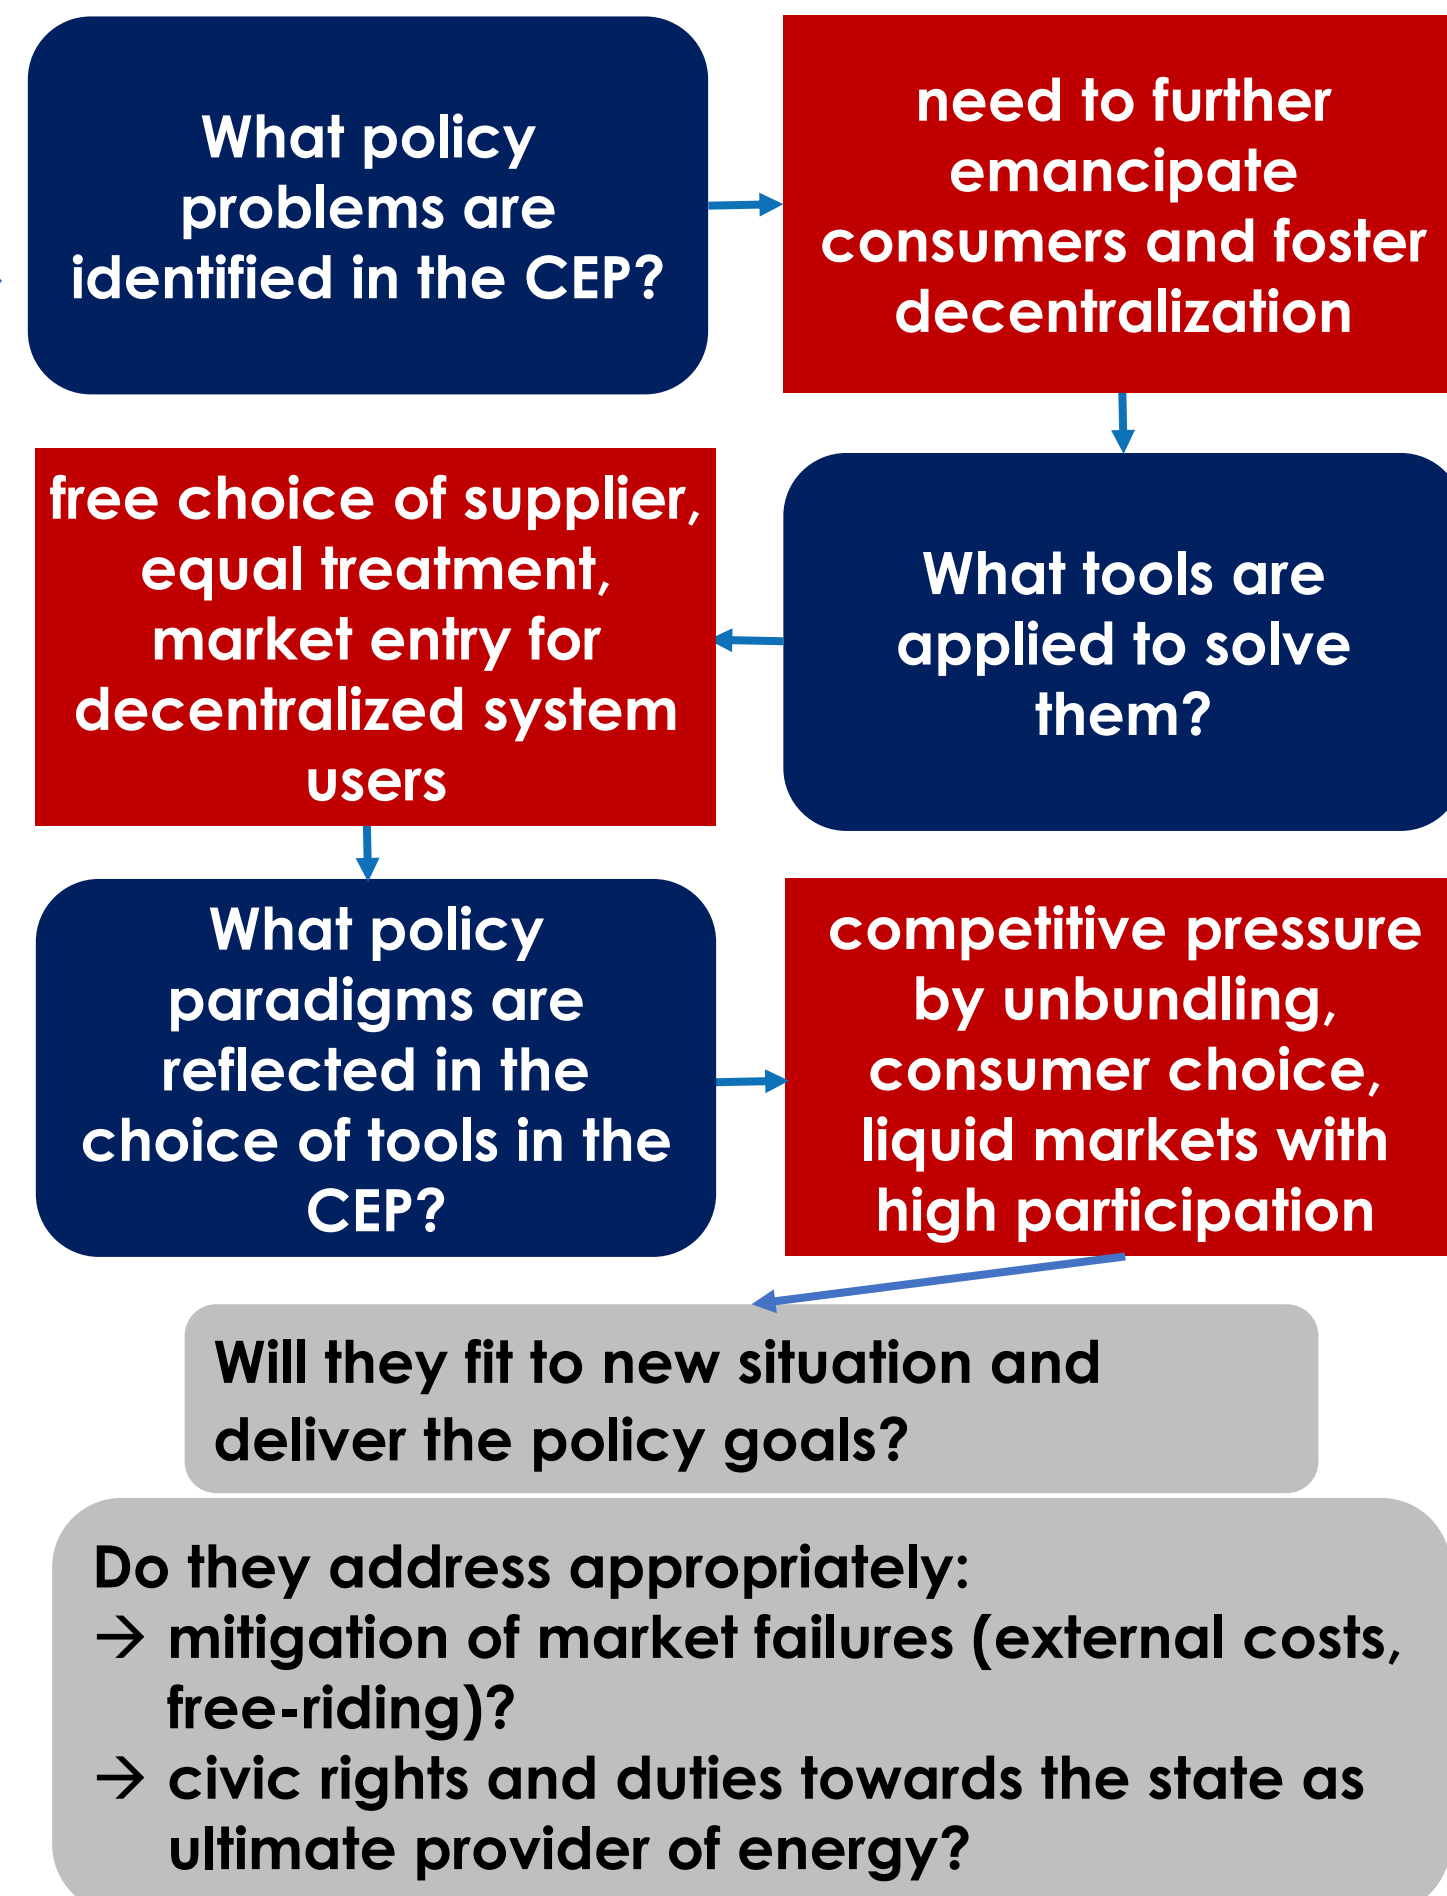 What policy
problems are
identified in the CEP?
need to further
emancipate
consumers and foster
decentralization
What tools are
applied to solve
them?
free choice of supplier,
equal treatment,
market entry for
decentralized system
users
What policy
paradigms are
reflected in the
choice of tools in the
CEP?
competitive pressure
by unbundling,
consumer choice,
liquid markets with
high participation
Will they fit to new situation and
deliver the policy goals?
Do they address appropriately:
→ mitigation of market failures (external costs,
free-riding)?
→ civic rights and duties towards the state as
ultimate provider of energy?